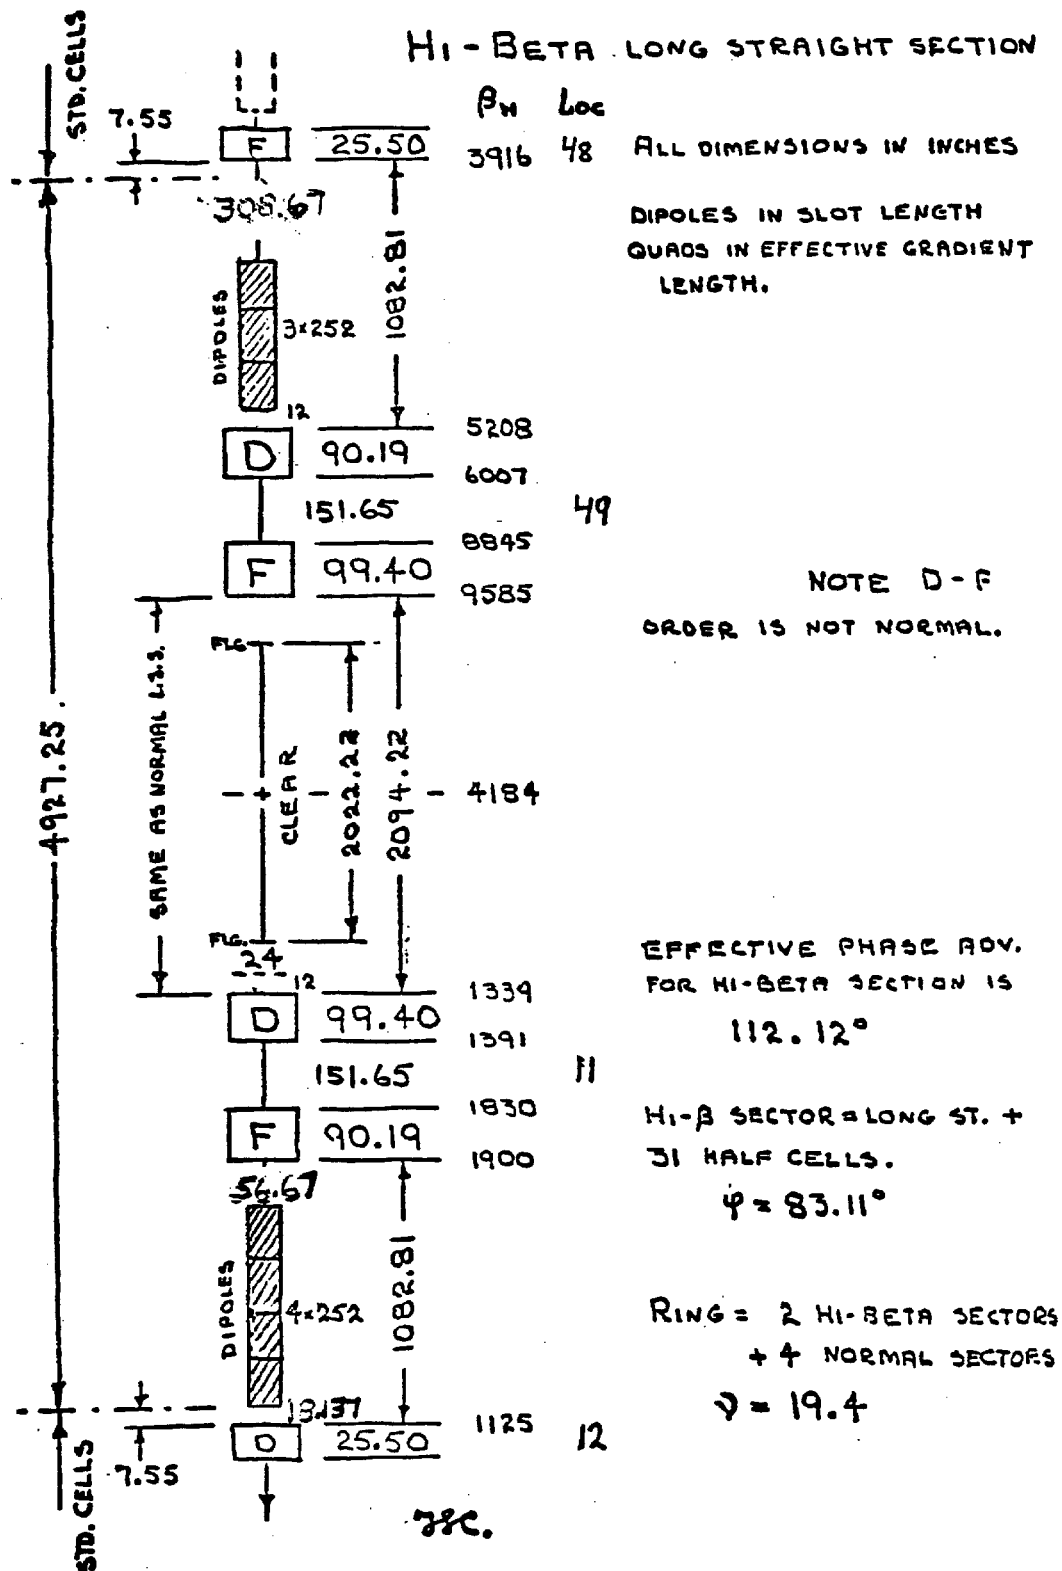 HI-BETA LONG STRAIGHT SECTION
βH LOC
STD. CELLS
7.55
F
25.50
3916
48
ALL DIMENSIONS IN INCHES
DIPOLES IN SLOT LENGTH
QUADS IN EFFECTIVE GRADIENT
LENGTH.
308.67
DIPOLES
3×252
1082.81
12
5208
D
90.19
6007
151.65
49
8845
F
99.40
9585
NOTE D-F
ORDER IS NOT NORMAL.
FLG.
4927.25
SAME AS NORMAL L.S.S.
CLEAR
2022.22
2094.22
4184
FLG.
24
12
1339
D
99.40
1391
EFFECTIVE PHASE ADV.
FOR HI-BETA SECTION IS
112.12°
151.65
11
1830
F
90.19
1900
HI-β SECTOR = LONG ST. +
31 HALF CELLS.
φ = 83.11°
56.67
DIPOLES
4×252
1082.81
RING = 2 HI-BETA SECTORS
+ 4 NORMAL SECTORS
ν = 19.4
1125
12
D
25.50
7.55
STD. CELLS